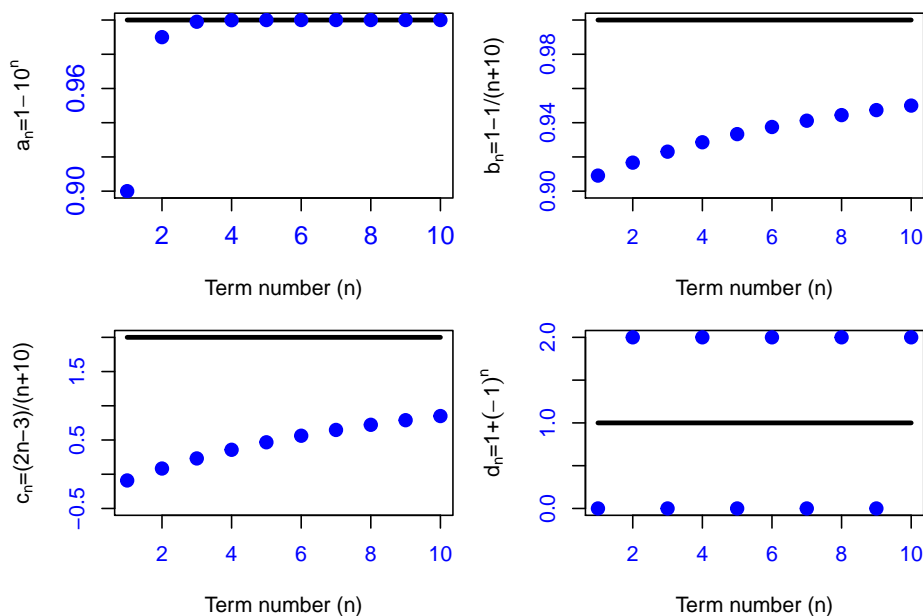 a_n=1−10^n
0.90 0.96
2 4 6 8 10
Term number (n)
b_n=1−1/(n+10)
0.90 0.94 0.98
2 4 6 8 10
Term number (n)
c_n=(2n−3)/(n+10)
−0.5 0.5 1.5
2 4 6 8 10
Term number (n)
d_n=1+(−1)^n
0.0 1.0 2.0
2 4 6 8 10
Term number (n)